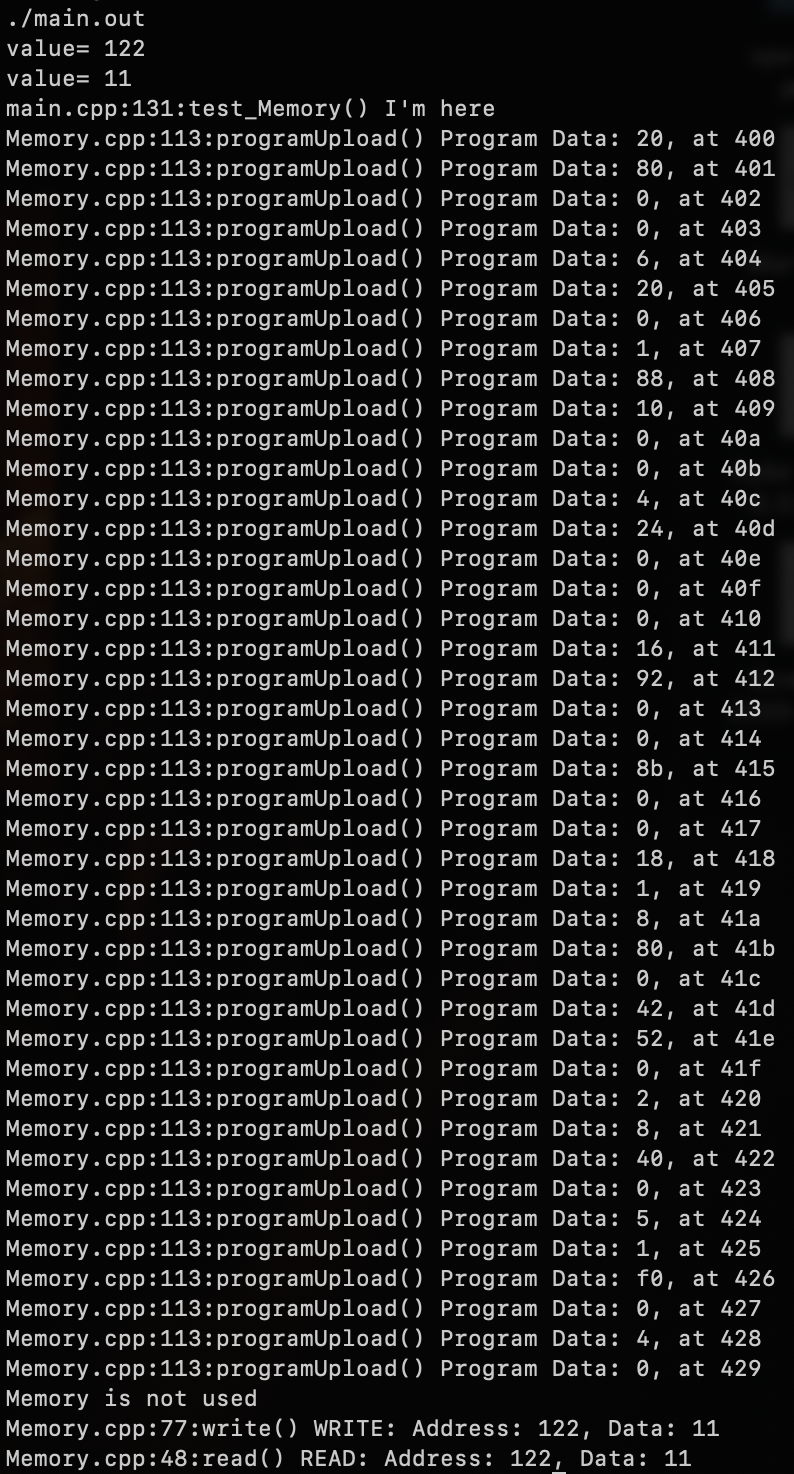 ./main.out
value= 122
value= 11
main.cpp:131:test_Memory() I'm here
Memory.cpp:113:programUpload() Program Data: 20, at 400
Memory.cpp:113:programUpload() Program Data: 80, at 401
Memory.cpp:113:programUpload() Program Data: 0, at 402
Memory.cpp:113:programUpload() Program Data: 0, at 403
Memory.cpp:113:programUpload() Program Data: 6, at 404
Memory.cpp:113:programUpload() Program Data: 20, at 405
Memory.cpp:113:programUpload() Program Data: 0, at 406
Memory.cpp:113:programUpload() Program Data: 1, at 407
Memory.cpp:113:programUpload() Program Data: 88, at 408
Memory.cpp:113:programUpload() Program Data: 10, at 409
Memory.cpp:113:programUpload() Program Data: 0, at 40a
Memory.cpp:113:programUpload() Program Data: 0, at 40b
Memory.cpp:113:programUpload() Program Data: 4, at 40c
Memory.cpp:113:programUpload() Program Data: 24, at 40d
Memory.cpp:113:programUpload() Program Data: 0, at 40e
Memory.cpp:113:programUpload() Program Data: 0, at 40f
Memory.cpp:113:programUpload() Program Data: 0, at 410
Memory.cpp:113:programUpload() Program Data: 16, at 411
Memory.cpp:113:programUpload() Program Data: 92, at 412
Memory.cpp:113:programUpload() Program Data: 0, at 413
Memory.cpp:113:programUpload() Program Data: 0, at 414
Memory.cpp:113:programUpload() Program Data: 8b, at 415
Memory.cpp:113:programUpload() Program Data: 0, at 416
Memory.cpp:113:programUpload() Program Data: 0, at 417
Memory.cpp:113:programUpload() Program Data: 18, at 418
Memory.cpp:113:programUpload() Program Data: 1, at 419
Memory.cpp:113:programUpload() Program Data: 8, at 41a
Memory.cpp:113:programUpload() Program Data: 80, at 41b
Memory.cpp:113:programUpload() Program Data: 0, at 41c
Memory.cpp:113:programUpload() Program Data: 42, at 41d
Memory.cpp:113:programUpload() Program Data: 52, at 41e
Memory.cpp:113:programUpload() Program Data: 0, at 41f
Memory.cpp:113:programUpload() Program Data: 2, at 420
Memory.cpp:113:programUpload() Program Data: 8, at 421
Memory.cpp:113:programUpload() Program Data: 40, at 422
Memory.cpp:113:programUpload() Program Data: 0, at 423
Memory.cpp:113:programUpload() Program Data: 5, at 424
Memory.cpp:113:programUpload() Program Data: 1, at 425
Memory.cpp:113:programUpload() Program Data: f0, at 426
Memory.cpp:113:programUpload() Program Data: 0, at 427
Memory.cpp:113:programUpload() Program Data: 4, at 428
Memory.cpp:113:programUpload() Program Data: 0, at 429
Memory is not used
Memory.cpp:77:write() WRITE: Address: 122, Data: 11
Memory.cpp:48:read() READ: Address: 122, Data: 11